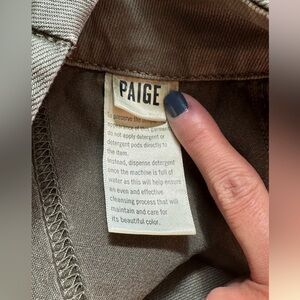 PAIGE
To preserve the
appearance of this garment
do not apply detergent or
detergent pods directly to
the item.
Instead, dispense detergent
once the machine is full of
water as this will help ensure
an even and effective
cleansing process that will
maintain and care for
its beautiful color.